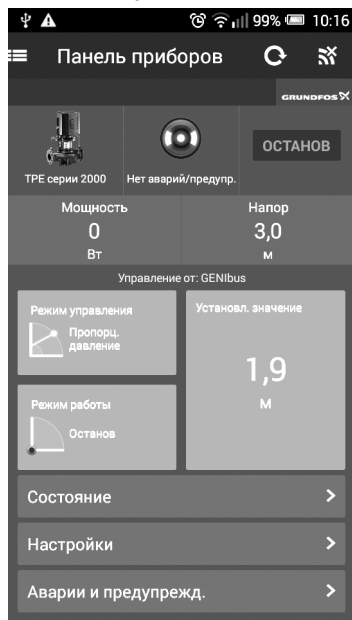 99% 10:16
Панель приборов
GRUNDFOS
TPE серии 2000
Нет аварий/предупр.
ОСТАНОВ
Мощность
0
Вт
Напор
3,0
м
Управление от: GENIbus
Режим управления
Пропорц.
давление
Установл. значение
1,9
м
Режим работы
Останов
Состояние
Настройки
Аварии и предупрежд.